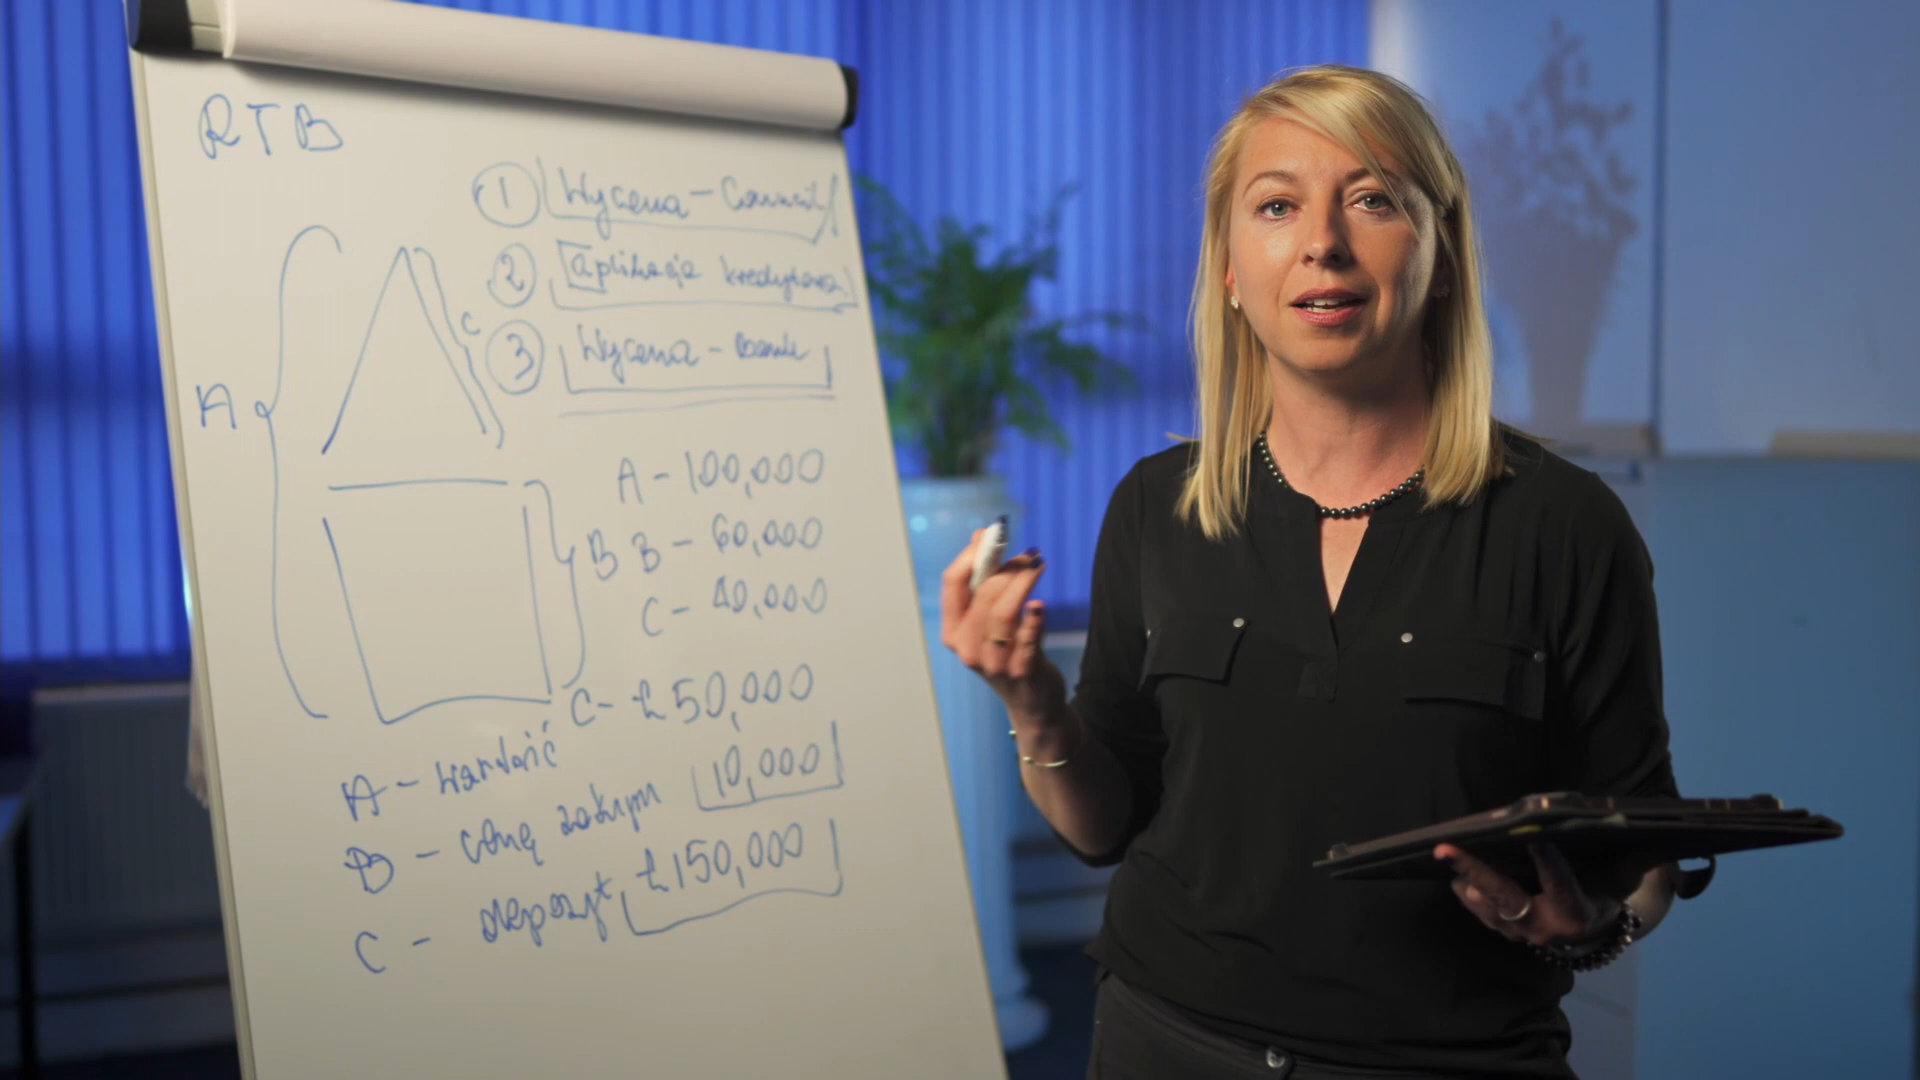 RTB
1 Wycena - Council
2 aplikacja kredytowa
3 Wycena - bank
C
A
A - 100,000
B B - 60,000
C - 40,000
C - £50,000
A - wartość
10,000
B - cenę zakupu
£150,000
C - depozyt